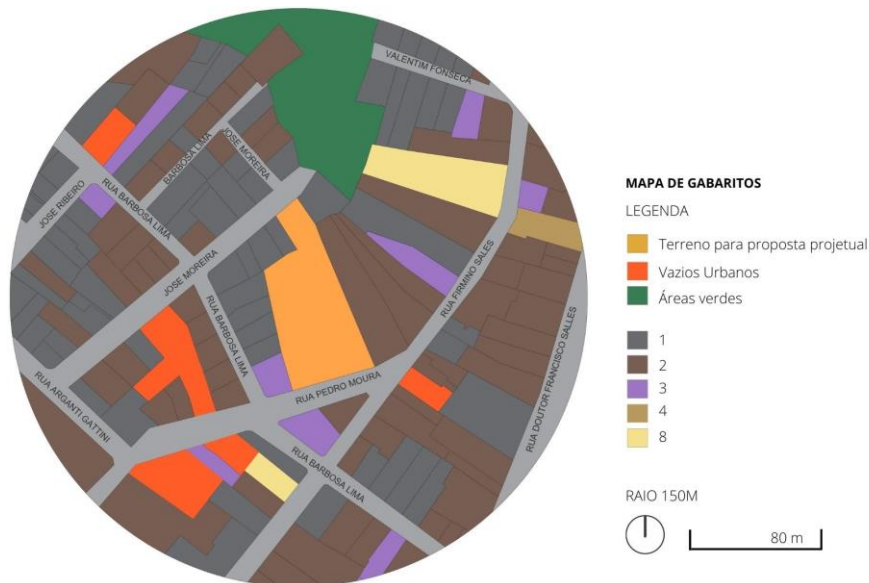 VALENTIM FONSECA
BARBOSA LIMA
JOSE MOREIRA
JOSE RIBEIRO
RUA BARBOSA LIMA
JOSE MOREIRA
RUA FIRMINO SALES
RUA BARBOSA LIMA
RUA PEDRO MOURA
RUA ARGANTI GATTINI
RUA BARBOSA LIMA
RUA DOUTOR FRANCISCO SALLES
MAPA DE GABARITOS
LEGENDA
Terreno para proposta projetual
Vazios Urbanos
Áreas verdes
1
2
3
4
8
RAIO 150M
80 m